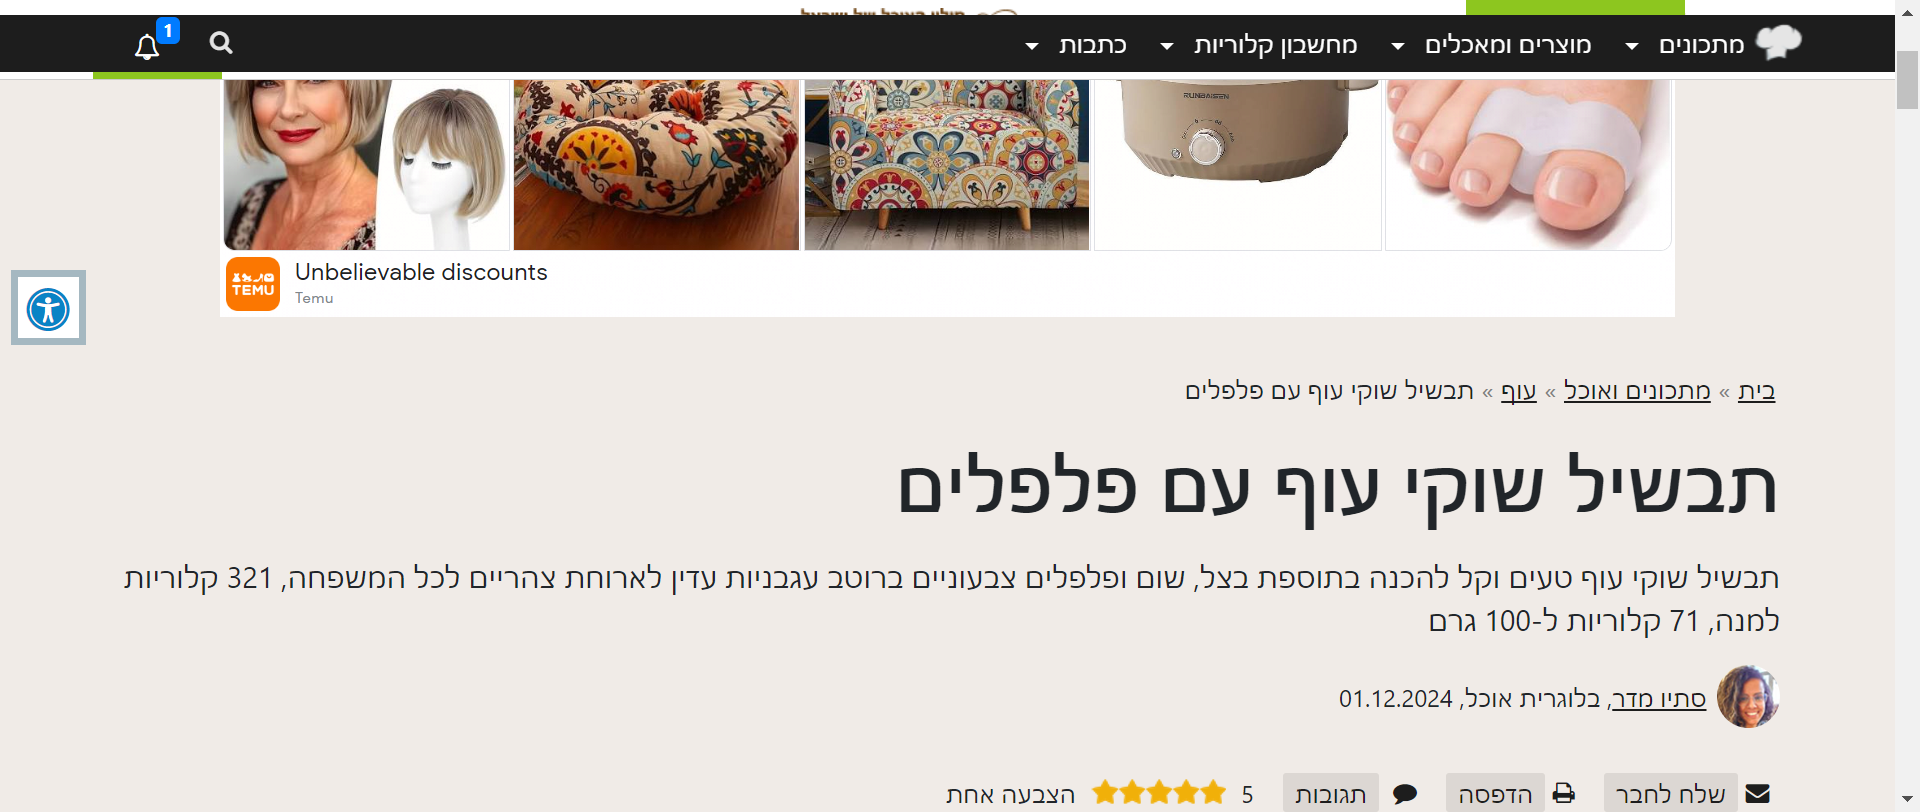 מתכונים
מוצרים ומאכלים
מחשבון קלוריות
כתבות
1
RUNBAIGEN
TEMU
Unbelievable discounts
Temu
בית » מתכונים ואוכל » עוף » תבשיל שוקי עוף עם פלפלים
תבשיל שוקי עוף עם פלפלים
תבשיל שוקי עוף טעים וקל להכנה בתוספת בצל, שום ופלפלים צבעוניים ברוטב עגבניות עדין לארוחת צהריים לכל המשפחה, 321 קלוריות
למנה, 71 קלוריות ל-100 גרם
סתיו מדר, בלוגרית אוכל, 01.12.2024
שלח לחבר
הדפסה
תגובות
5
הצבעה אחת